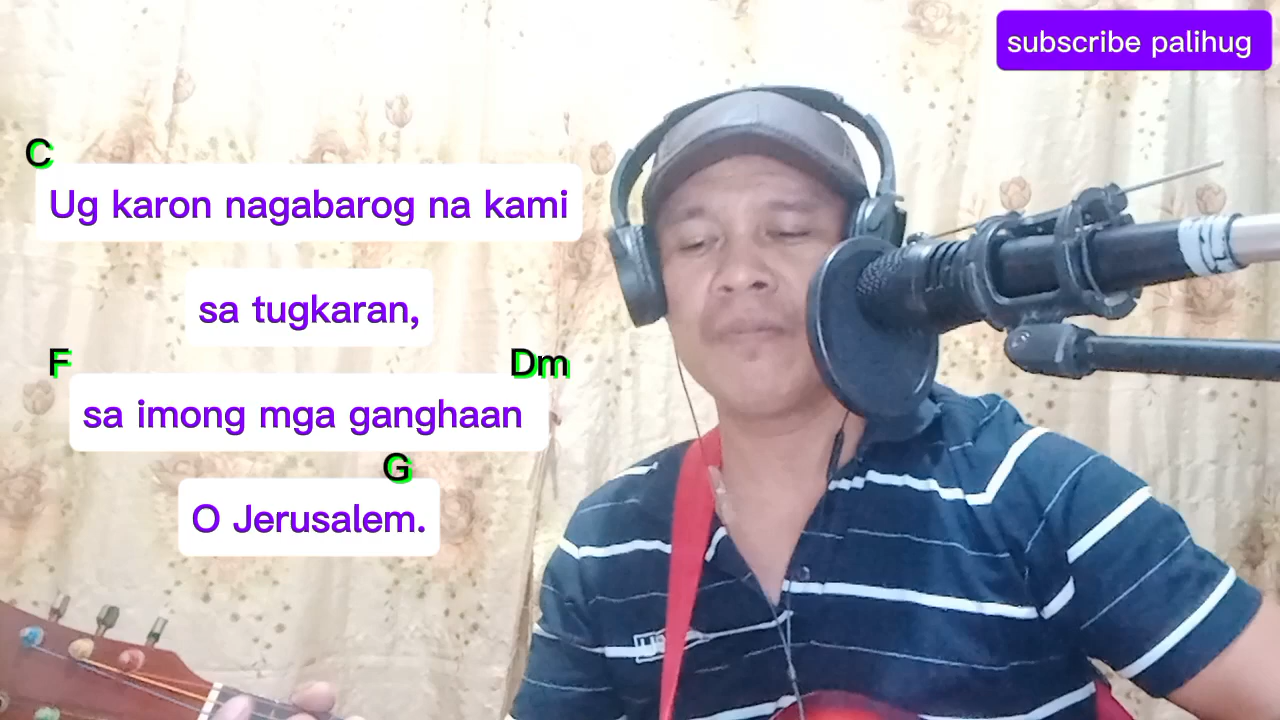 subscribe palihug
C
Ug karon nagabarog na kami
sa tugkaran,
F Dm
sa imong mga ganghaan
G
O Jerusalem.